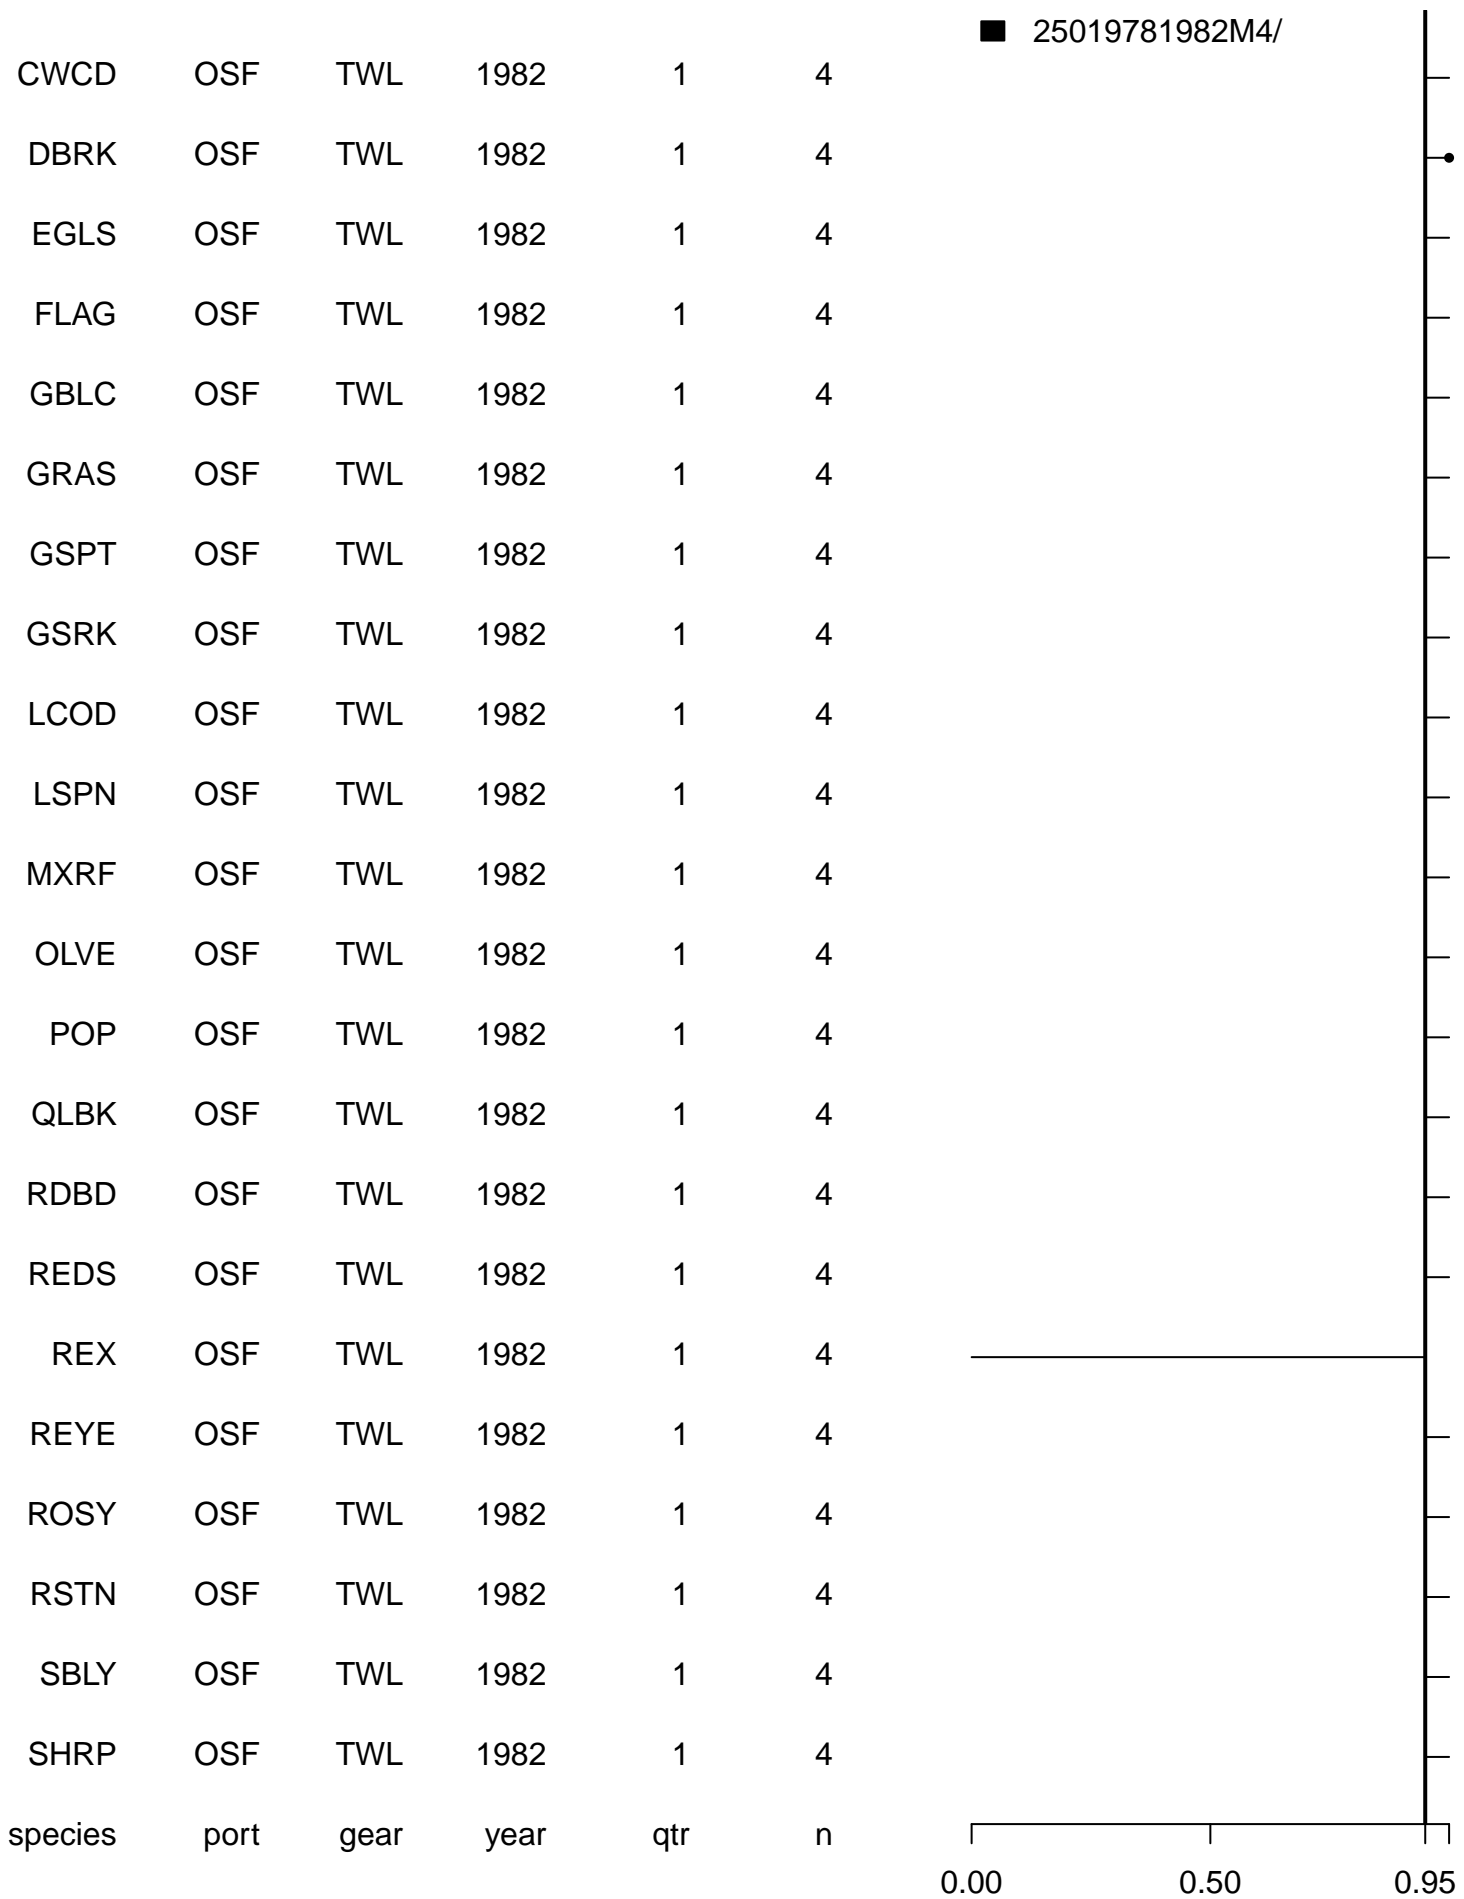 25019781982M4/
CWCD OSF TWL 1982 1 4
DBRK OSF TWL 1982 1 4
EGLS OSF TWL 1982 1 4
FLAG OSF TWL 1982 1 4
GBLC OSF TWL 1982 1 4
GRAS OSF TWL 1982 1 4
GSPT OSF TWL 1982 1 4
GSRK OSF TWL 1982 1 4
LCOD OSF TWL 1982 1 4
LSPN OSF TWL 1982 1 4
MXRF OSF TWL 1982 1 4
OLVE OSF TWL 1982 1 4
POP OSF TWL 1982 1 4
QLBK OSF TWL 1982 1 4
RDBD OSF TWL 1982 1 4
REDS OSF TWL 1982 1 4
REX OSF TWL 1982 1 4
REYE OSF TWL 1982 1 4
ROSY OSF TWL 1982 1 4
RSTN OSF TWL 1982 1 4
SBLY OSF TWL 1982 1 4
SHRP OSF TWL 1982 1 4
species port gear year qtr n
0.00 0.50 0.95